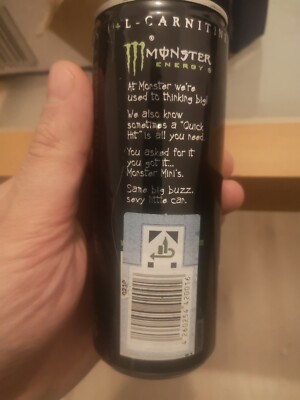 L-CARNITIN
MONSTER
ENERGY
At Monster we're
used to thinking big!
We also know
sometimes a "Quick
Hit" is all you need.
You asked for it
you got it...
Monster Mini's.
Same big buzz,
sexy little can.